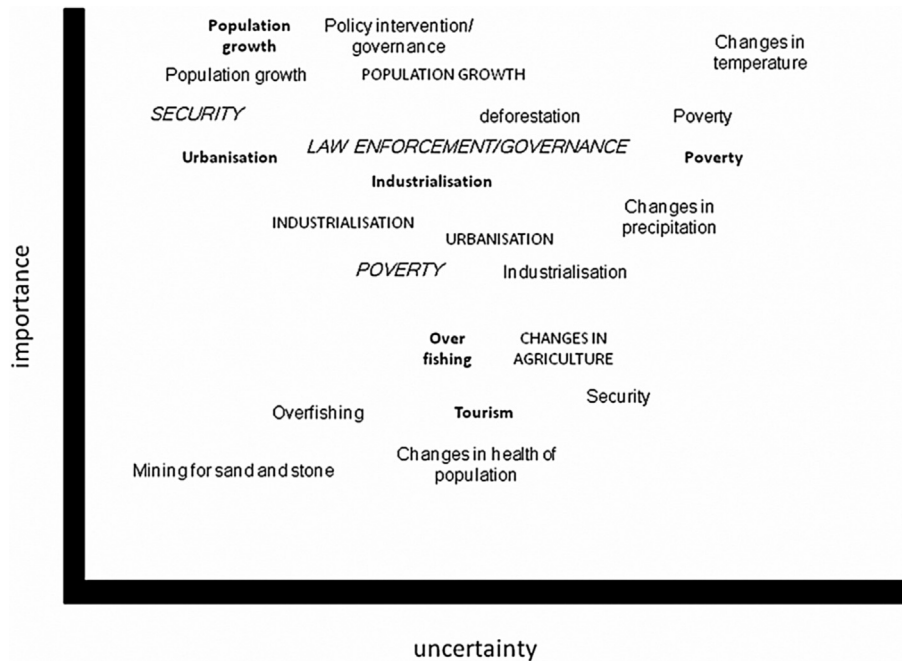 Population
growth
Policy intervention/
governance
Changes in
temperature
Population growth
POPULATION GROWTH
SECURITY
deforestation
Poverty
Urbanisation
LAW ENFORCEMENT/GOVERNANCE
Poverty
Industrialisation
INDUSTRIALISATION
URBANISATION
Changes in
precipitation
POVERTY
Industrialisation
importance
Over
fishing
CHANGES IN
AGRICULTURE
Security
Overfishing
Tourism
Mining for sand and stone
Changes in health of
population
uncertainty